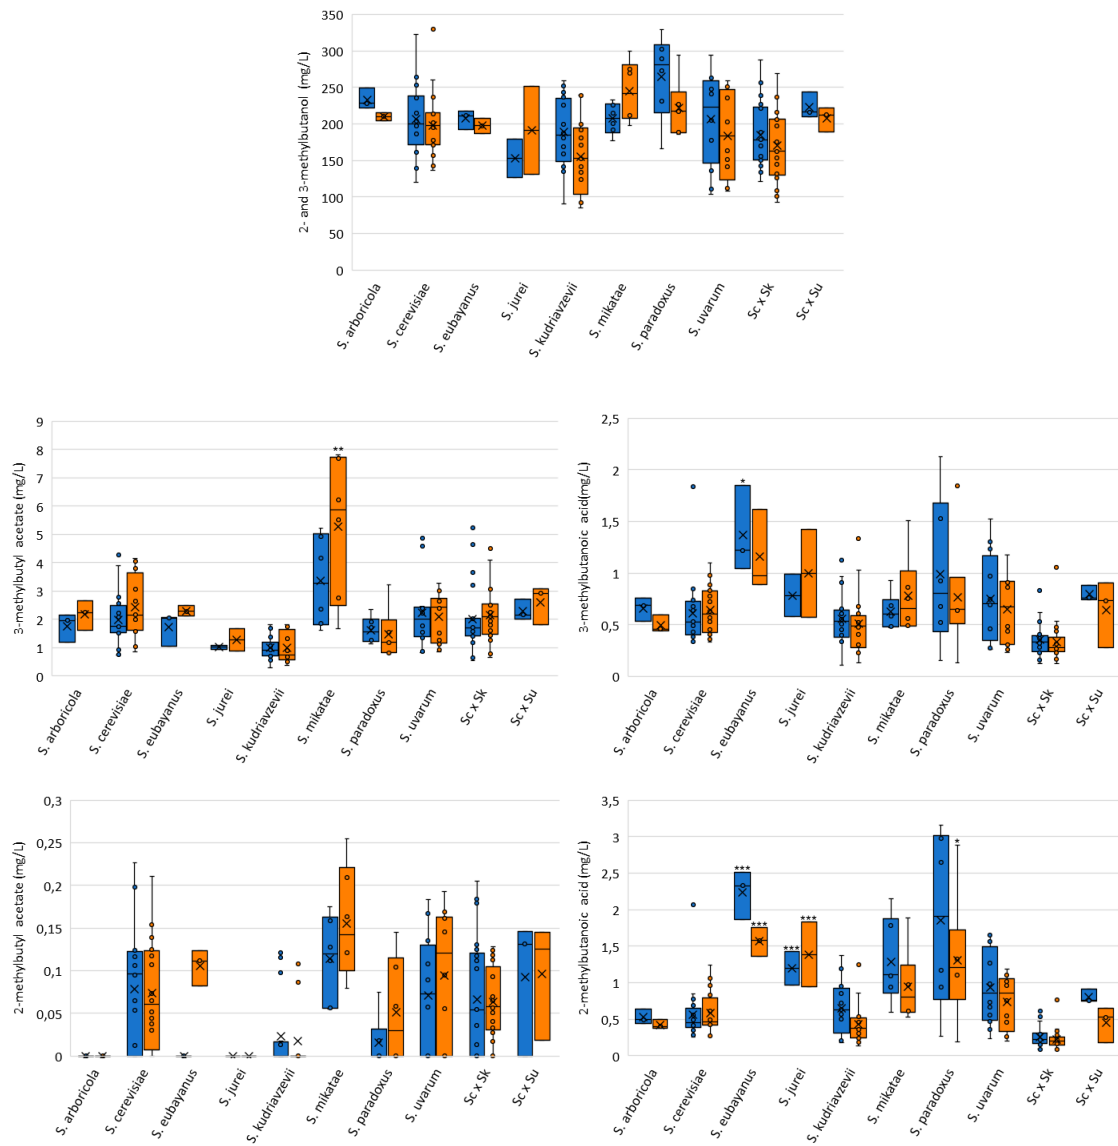 2- and 3-methylbutanol (mg/L)
400
350
300
250
200
150
100
50
0
S. arboricola
S. cerevisiae
S. eubayanus
S. jurei
S. kudriavzevii
S. mikatae
S. paradoxus
S. uvarum
Sc x Sk
Sc x Su
3-methylbutyl acetate (mg/L)
9
8
7
6
5
4
3
2
1
0
**
S. arboricola
S. cerevisiae
S. eubayanus
S. jurei
S. kudriavzevii
S. mikatae
S. paradoxus
S. uvarum
Sc x Sk
Sc x Su
3-methylbutanoic acid(mg/L)
2,5
2
1,5
1
0,5
0
*
S. arboricola
S. cerevisiae
S. eubayanus
S. jurei
S. kudriavzevii
S. mikatae
S. paradoxus
S. uvarum
Sc x Sk
Sc x Su
2-methylbutyl acetate (mg/L)
0,3
0,25
0,2
0,15
0,1
0,05
0
S. arboricola
S. cerevisiae
S. eubayanus
S. jurei
S. kudriavzevii
S. mikatae
S. paradoxus
S. uvarum
Sc x Sk
Sc x Su
2-methylbutanoic acid (mg/L)
3,5
3
2,5
2
1,5
1
0,5
0
***
***
***
***
*
S. arboricola
S. cerevisiae
S. eubayanus
S. jurei
S. kudriavzevii
S. mikatae
S. paradoxus
S. uvarum
Sc x Sk
Sc x Su